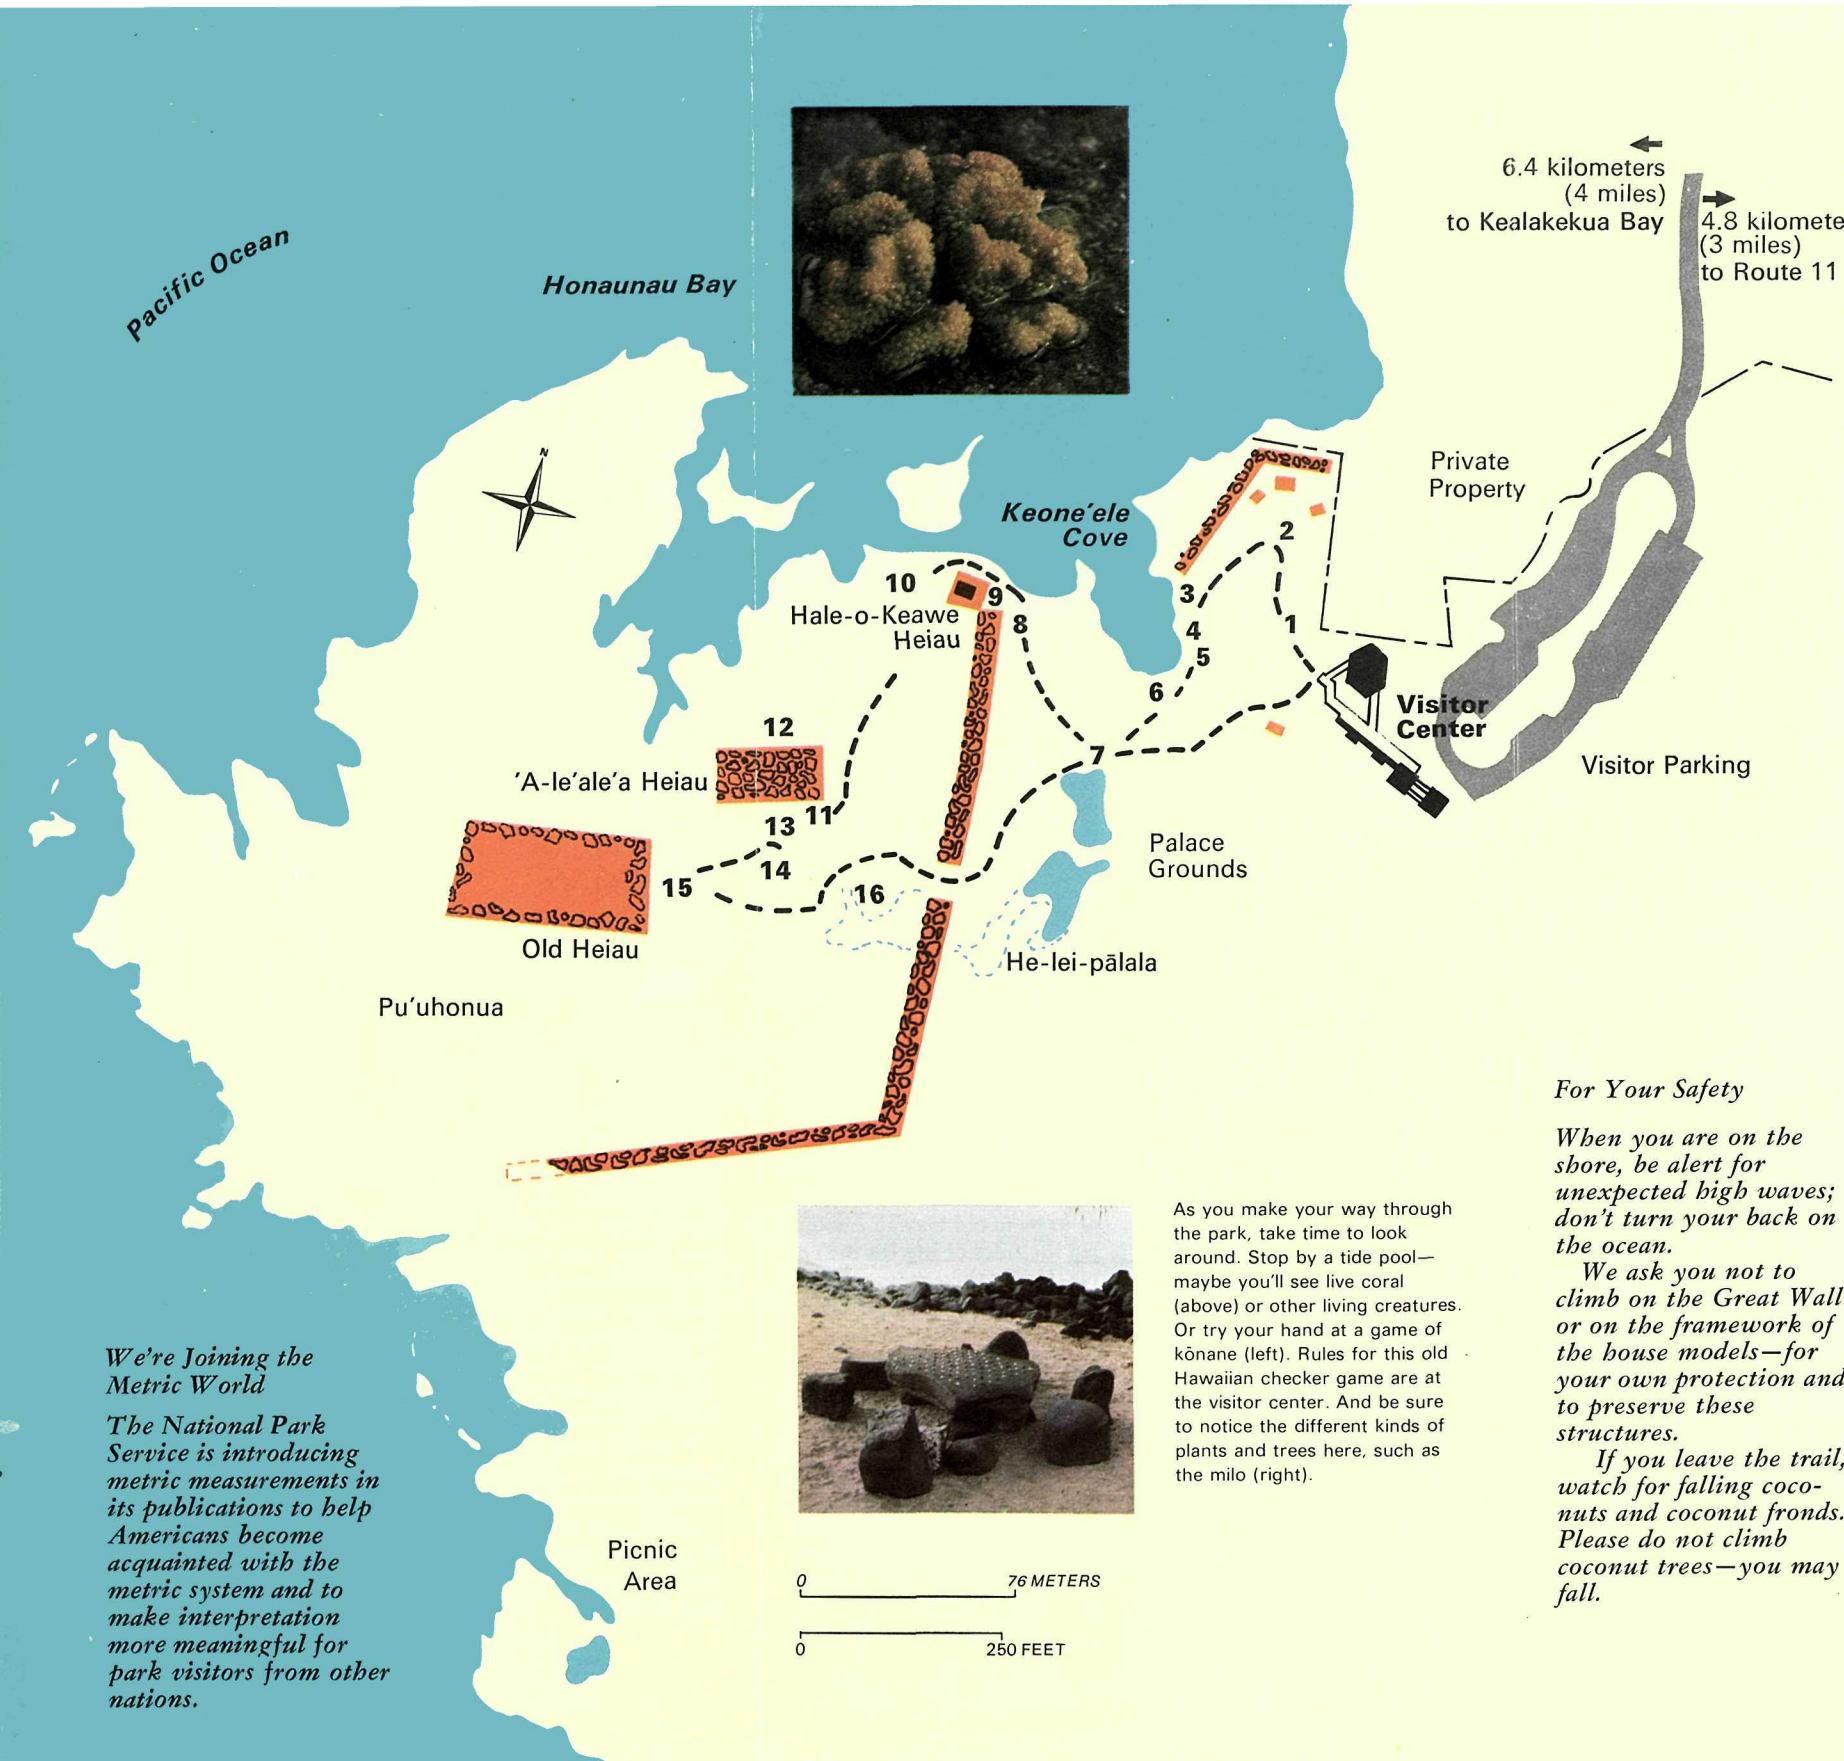 Pacific Ocean
Honaunau Bay
6.4 kilometers
(4 miles)
to Kealakekua Bay
4.8 kilomete
(3 miles)
to Route 11
N
Private
Property
Keone'ele
Cove
2
10
9
3
Hale-o-Keawe
Heiau
8
1
4
5
6
Visitor
Center
12
7
Visitor Parking
'A-le'ale'a Heiau
11
13
Palace
Grounds
14
15
16
Old Heiau
He-lei-pālala
Pu'uhonua
For Your Safety
When you are on the
shore, be alert for
unexpected high waves;
don't turn your back on
the ocean.
We ask you not to
climb on the Great Wall
or on the framework of
the house models—for
your own protection and
to preserve these
structures.
If you leave the trail,
watch for falling coco-
nuts and coconut fronds.
Please do not climb
coconut trees—you may
fall.
As you make your way through
the park, take time to look
around. Stop by a tide pool—
maybe you'll see live coral
(above) or other living creatures.
Or try your hand at a game of
kōnane (left). Rules for this old
Hawaiian checker game are at
the visitor center. And be sure
to notice the different kinds of
plants and trees here, such as
the milo (right).
We're Joining the
Metric World
The National Park
Service is introducing
metric measurements in
its publications to help
Americans become
acquainted with the
metric system and to
make interpretation
more meaningful for
park visitors from other
nations.
Picnic
Area
0 76 METERS
0 250 FEET